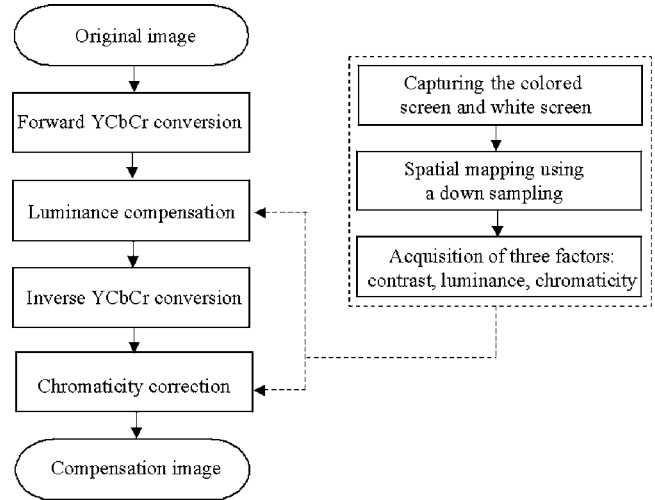 Original image
Forward YCbCr conversion
Luminance compensation
Inverse YCbCr conversion
Chromaticity correction
Compensation image
Capturing the colored
screen and white screen
Spatial mapping using
a down sampling
Acquisition of three factors:
contrast, luminance, chromaticity